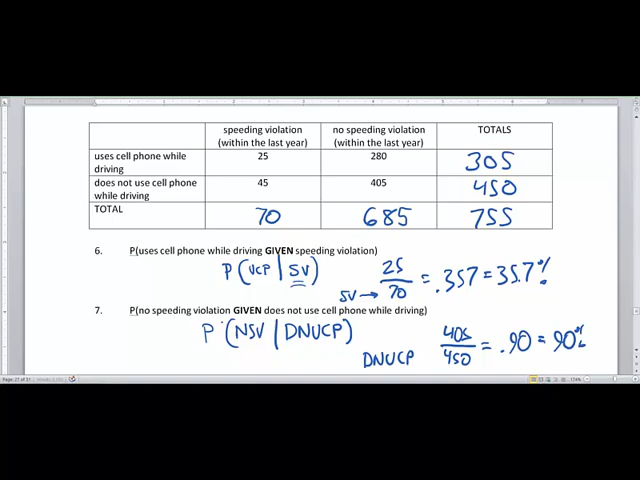 speeding violation no speeding violation TOTALS
(within the last year) (within the last year)
uses cell phone while driving 25 280 305
does not use cell phone while driving 45 405 450
TOTAL 70 685 755
6. P(uses cell phone while driving GIVEN speeding violation)
P(UCP | SV) 25/70 = .357 = 35.7%
SV →
7. P(no speeding violation GIVEN does not use cell phone while driving)
P(NSV | DNUCP) 405/450 = .90 = 90%
DNUCP